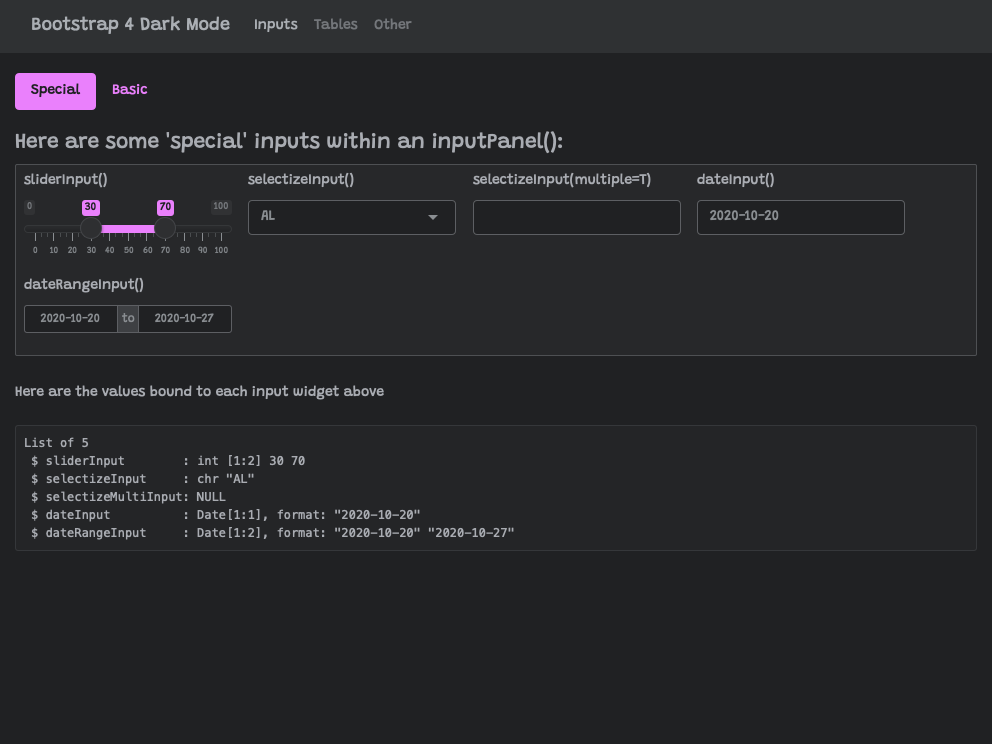 Bootstrap 4 Dark Mode Inputs Tables Other
Special Basic
Here are some 'special' inputs within an inputPanel():
sliderInput() selectizeInput() selectizeInput(multiple=T) dateInput()
0 30 70 100
AL 2020-10-20
0 10 20 30 40 50 60 70 80 90 100
dateRangeInput()
2020-10-20 to 2020-10-27
Here are the values bound to each input widget above
List of 5
 $ sliderInput        : int [1:2] 30 70
 $ selectizeInput     : chr "AL"
 $ selectizeMultiInput: NULL
 $ dateInput          : Date[1:1], format: "2020-10-20"
 $ dateRangeInput     : Date[1:2], format: "2020-10-20" "2020-10-27"